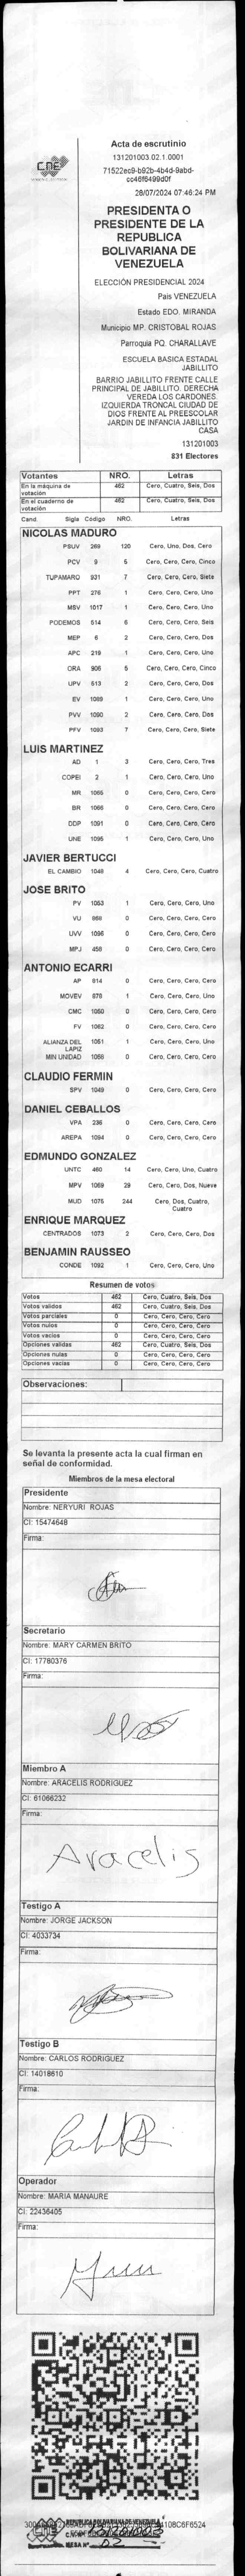 CNE
Acta de escrutinio
131201003.02.1.0001
71522ec9-b92b-4b4d-9abd-
cc46f6499d0f
28/07/2024 07:46:24 PM
PRESIDENTA O
PRESIDENTE DE LA
REPUBLICA
BOLIVARIANA DE
VENEZUELA
ELECCIÓN PRESIDENCIAL 2024
Pais VENEZUELA
Estado EDO. MIRANDA
Municipio MP. CRISTOBAL ROJAS
Parroquia PQ. CHARALLAVE
ESCUELA BASICA ESTADAL
JABILLITO
BARRIO JABILLITO FRENTE CALLE
PRINCIPAL DE JABILLITO. DERECHA
VEREDA LOS CARDONES.
IZQUIERDA TRONCAL CIUDAD DE
DIOS FRENTE AL PREESCOLAR
JARDIN DE INFANCIA JABILLITO
CASA
131201003
831 Electores
Votantes NRO. Letras
En la máquina de votación 462 Cero, Cuatro, Seis, Dos
En el cuaderno de votación 462 Cero, Cuatro, Seis, Dos
Cand. Sigla Código NRO. Letras
NICOLAS MADURO
PSUV 269 120 Cero, Uno, Dos, Cero
PCV 9 5 Cero, Cero, Cero, Cinco
TUPAMARO 931 7 Cero, Cero, Cero, Siete
PPT 276 1 Cero, Cero, Cero, Uno
MSV 1017 1 Cero, Cero, Cero, Uno
PODEMOS 514 6 Cero, Cero, Cero, Seis
MEP 6 2 Cero, Cero, Cero, Dos
APC 219 1 Cero, Cero, Cero, Uno
ORA 906 5 Cero, Cero, Cero, Cinco
UPV 513 2 Cero, Cero, Cero, Dos
EV 1089 1 Cero, Cero, Cero, Uno
PVV 1090 2 Cero, Cero, Cero, Dos
PFV 1093 7 Cero, Cero, Cero, Siete
LUIS MARTINEZ
AD 1 3 Cero, Cero, Cero, Tres
COPEI 2 1 Cero, Cero, Cero, Uno
MR 1065 0 Cero, Cero, Cero, Cero
BR 1066 0 Cero, Cero, Cero, Cero
DDP 1091 0 Cero, Cero, Cero, Cero
UNE 1095 1 Cero, Cero, Cero, Uno
JAVIER BERTUCCI
EL CAMBIO 1048 4 Cero, Cero, Cero, Cuatro
JOSE BRITO
PV 1053 1 Cero, Cero, Cero, Uno
VU 868 0 Cero, Cero, Cero, Cero
UVV 1096 0 Cero, Cero, Cero, Cero
MPJ 459 0 Cero, Cero, Cero, Cero
ANTONIO ECARRI
AP 814 0 Cero, Cero, Cero, Cero
MOVEV 878 1 Cero, Cero, Cero, Uno
CMC 1060 0 Cero, Cero, Cero, Cero
FV 1062 0 Cero, Cero, Cero, Cero
ALIANZA DEL LAPIZ 1051 1 Cero, Cero, Cero, Uno
MIN UNIDAD 1058 0 Cero, Cero, Cero, Cero
CLAUDIO FERMIN
SPV 1049 0 Cero, Cero, Cero, Cero
DANIEL CEBALLOS
VPA 236 0 Cero, Cero, Cero, Cero
AREPA 1094 0 Cero, Cero, Cero, Cero
EDMUNDO GONZALEZ
UNTC 460 14 Cero, Cero, Uno, Cuatro
MPV 1069 29 Cero, Cero, Dos, Nueve
MUD 1075 244 Cero, Dos, Cuatro,
Cuatro
ENRIQUE MARQUEZ
CENTRADOS 1073 2 Cero, Cero, Cero, Dos
BENJAMIN RAUSSEO
CONDE 1092 1 Cero, Cero, Cero, Uno
Resumen de votos
Votos 462 Cero, Cuatro, Seis, Dos
Votos validos 462 Cero, Cuatro, Seis, Dos
Votos parciales 0 Cero, Cero, Cero, Cero
Votos nulos 0 Cero, Cero, Cero, Cero
Votos vacios 0 Cero, Cero, Cero, Cero
Opciones validas 462 Cero, Cuatro, Seis, Dos
Opciones nulas 0 Cero, Cero, Cero, Cero
Opciones vacias 0 Cero, Cero, Cero, Cero
Observaciones:
Se levanta la presente acta la cual firman en
señal de conformidad.
Miembros de la mesa electoral
Presidente
Nombre: NERYURI ROJAS
CI: 15474648
Firma:
Secretario
Nombre: MARY CARMEN BRITO
CI: 17780376
Firma:
Miembro A
Nombre: ARACELIS RODRIGUEZ
CI: 61066232
Firma:
Aracelis
Testigo A
Nombre: JORGE JACKSON
CI: 4033734
Firma:
Testigo B
Nombre: CARLOS RODRIGUEZ
CI: 14018610
Firma:
Operador
Nombre: MARIA MANAURE
CI: 22436405
Firma:
CNE
REPUBLICA BOLIVARIANA DE VENEZUELA
131201003
MESA Nº 02